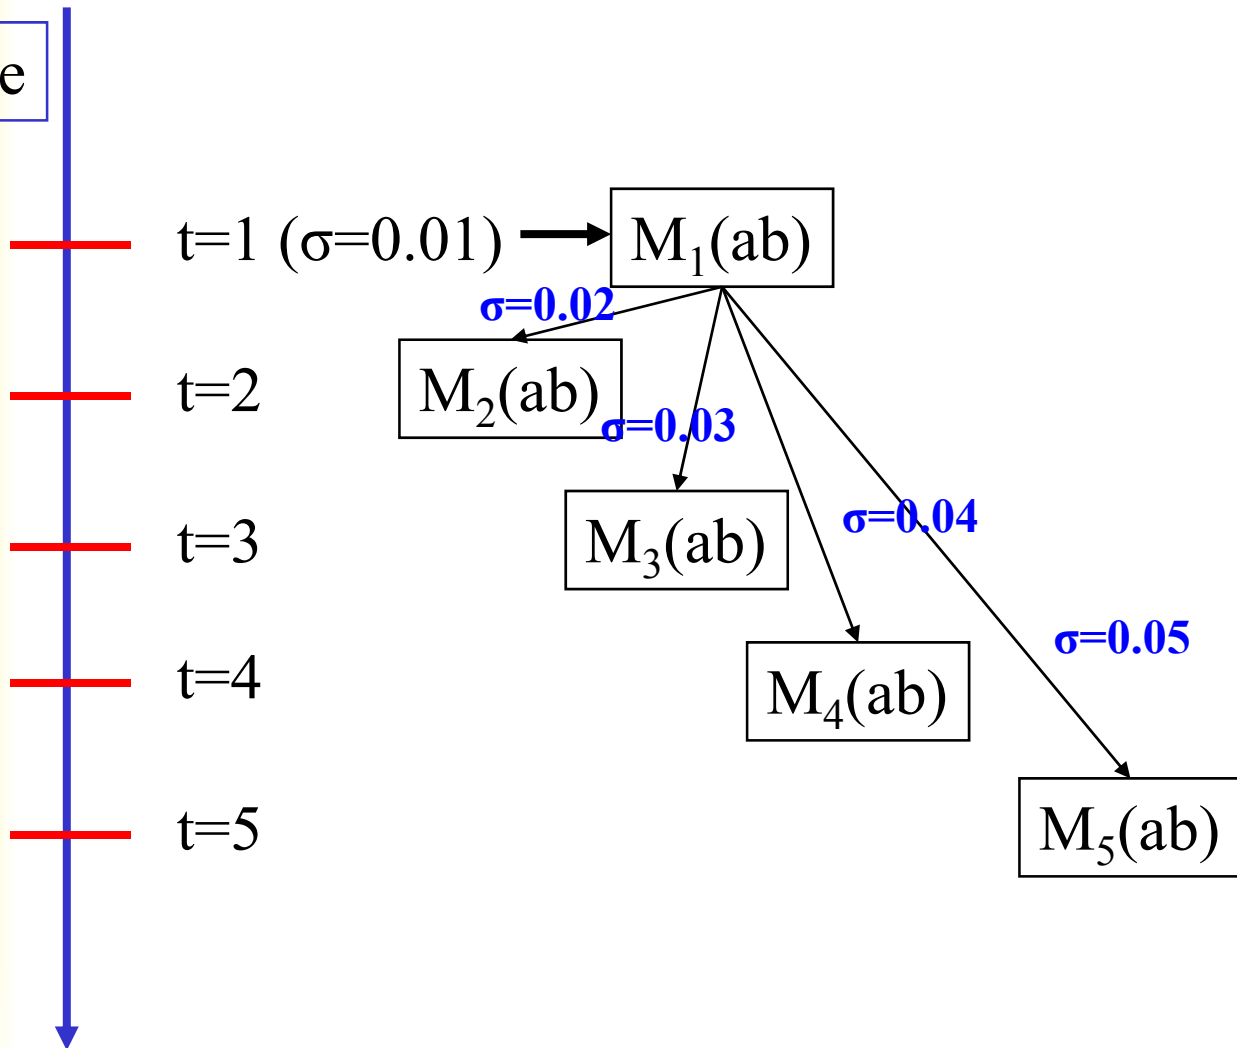 e
t=1 (σ=0.01)
M₁(ab)
σ=0.02
t=2
M₂(ab)
σ=0.03
t=3
M₃(ab)
σ=0.04
t=4
M₄(ab)
σ=0.05
t=5
M₅(ab)